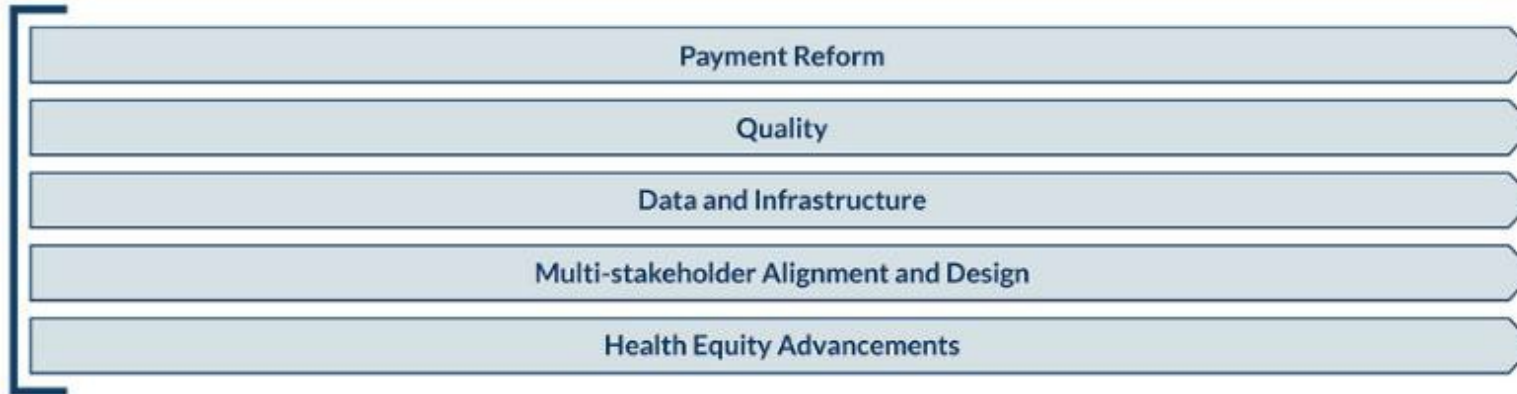 Payment Reform
Quality
Data and Infrastructure
Multi-stakeholder Alignment and Design
Health Equity Advancements